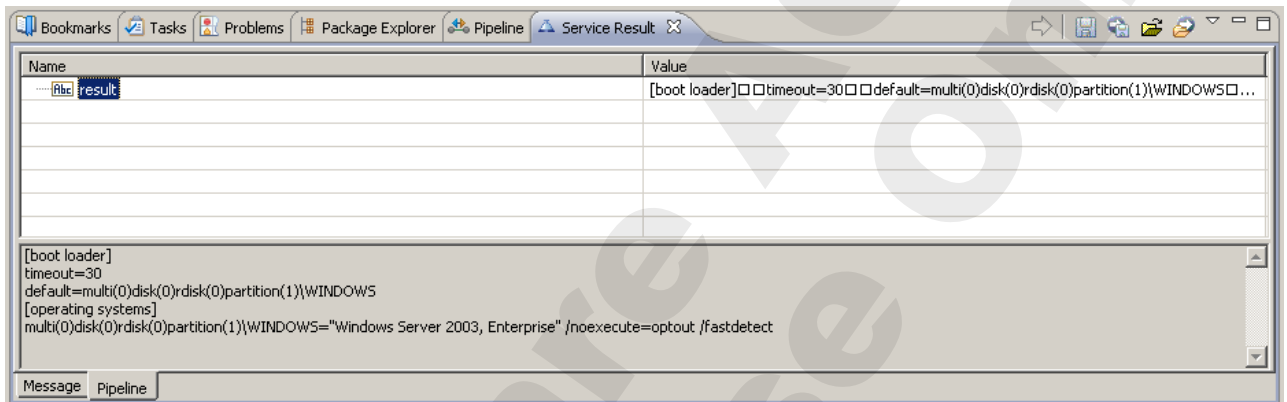 Bookmarks Tasks Problems Package Explorer Pipeline Service Result
Name Value
Abc result [boot loader]□□timeout=30□□default=multi(0)disk(0)rdisk(0)partition(1)\WINDOWS□...
[boot loader]
timeout=30
default=multi(0)disk(0)rdisk(0)partition(1)\WINDOWS
[operating systems]
multi(0)disk(0)rdisk(0)partition(1)\WINDOWS="Windows Server 2003, Enterprise" /noexecute=optout /fastdetect
Message Pipeline